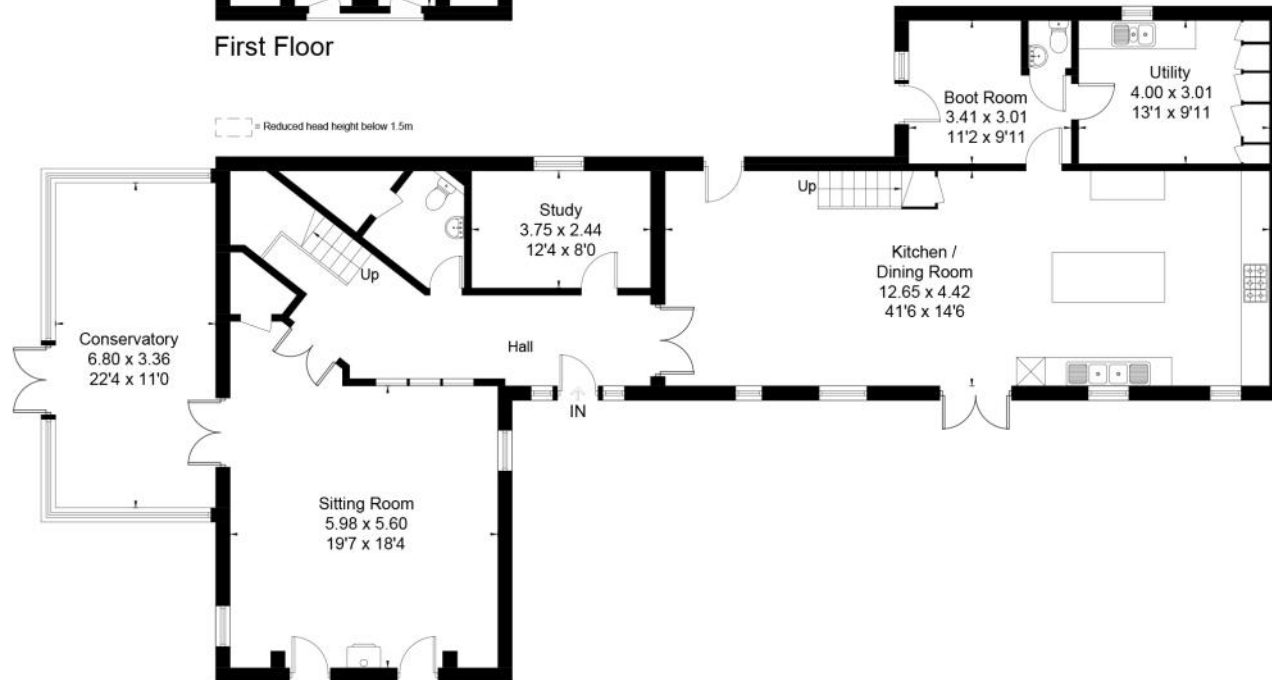 First Floor
= Reduced head height below 1.5m
Boot Room
3.41 x 3.01
11'2 x 9'11
Utility
4.00 x 3.01
13'1 x 9'11
Up
Study
3.75 x 2.44
12'4 x 8'0
Up
Kitchen /
Dining Room
12.65 x 4.42
41'6 x 14'6
Conservatory
6.80 x 3.36
22'4 x 11'0
Hall
IN
Sitting Room
5.98 x 5.60
19'7 x 18'4